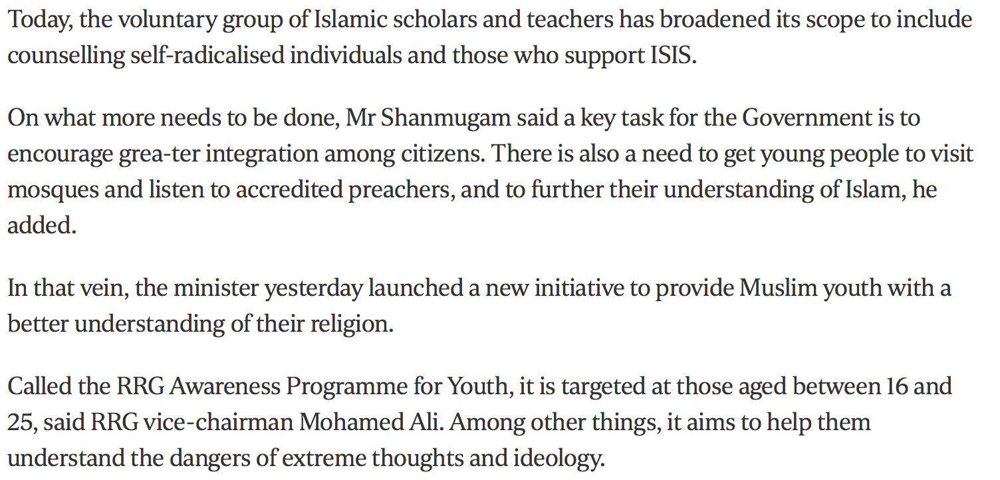 Today, the voluntary group of Islamic scholars and teachers has broadened its scope to include
counselling self-radicalised individuals and those who support ISIS.
On what more needs to be done, Mr Shanmugam said a key task for the Government is to
encourage grea-ter integration among citizens. There is also a need to get young people to visit
mosques and listen to accredited preachers, and to further their understanding of Islam, he
added.
In that vein, the minister yesterday launched a new initiative to provide Muslim youth with a
better understanding of their religion.
Called the RRG Awareness Programme for Youth, it is targeted at those aged between 16 and
25, said RRG vice-chairman Mohamed Ali. Among other things, it aims to help them
understand the dangers of extreme thoughts and ideology.